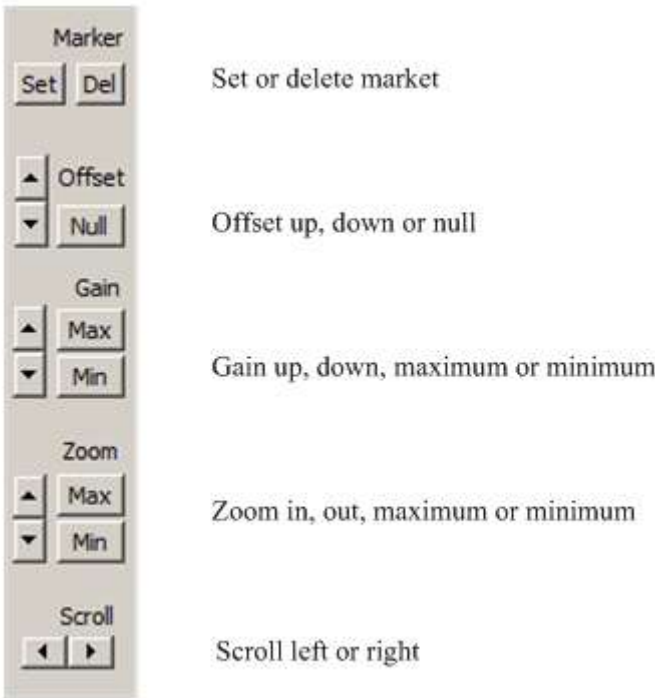 Marker
Set Del
Set or delete market
Offset
Null
Offset up, down or null
Gain
Max
Min
Gain up, down, maximum or minimum
Zoom
Max
Min
Zoom in, out, maximum or minimum
Scroll
Scroll left or right